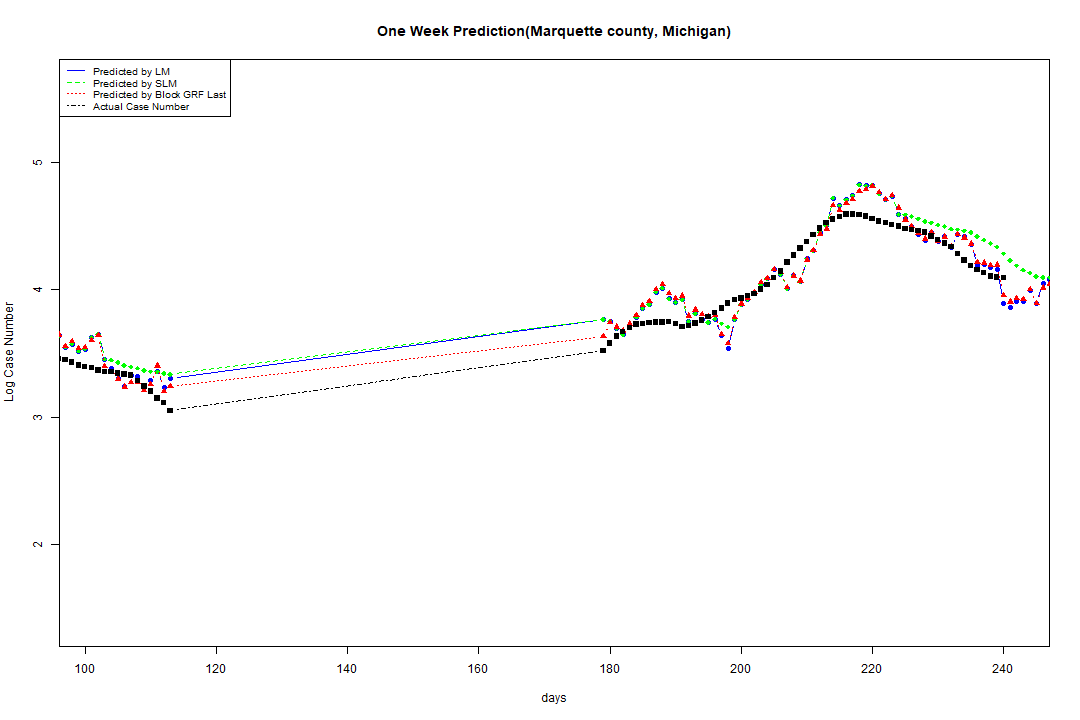 One Week Prediction(Marquette county, Michigan)
Predicted by LM
Predicted by SLM
Predicted by Block GRF Last
Actual Case Number
5
4
3
2
Log Case Number
100 120 140 160 180 200 220 240
days